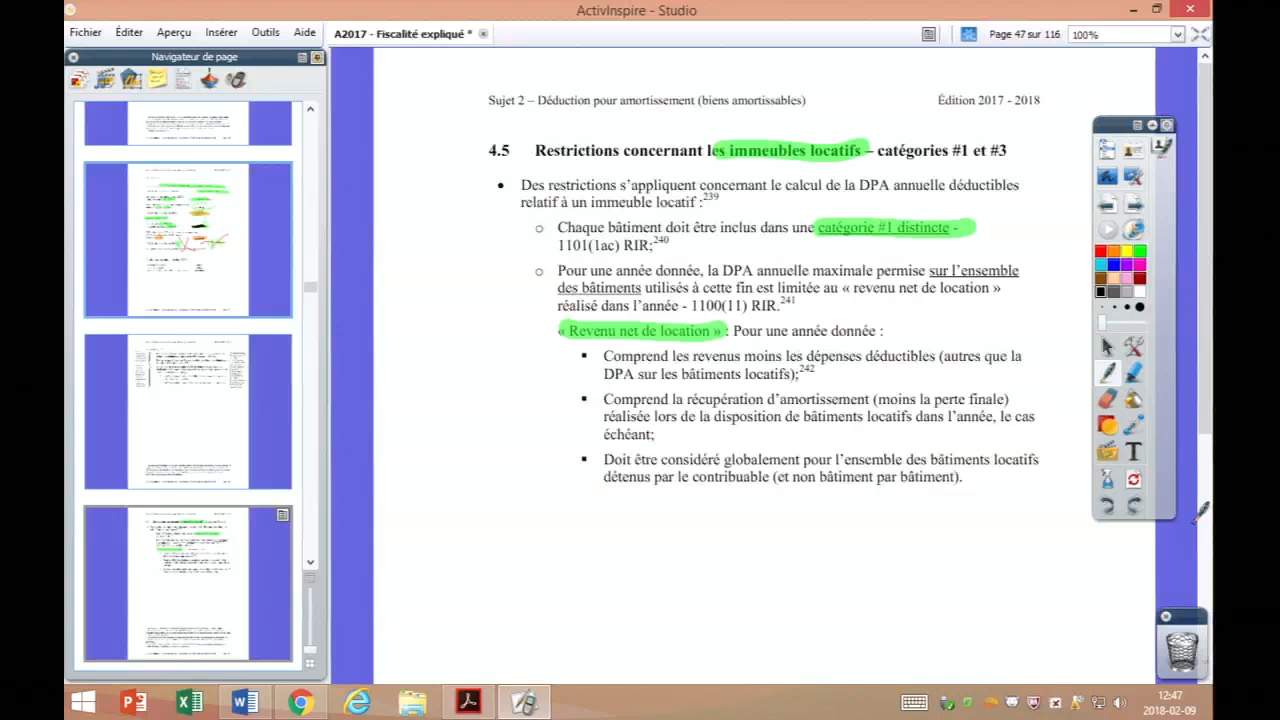 ActivInspire - Studio
Fichier Éditer Aperçu Insérer Outils Aide
A2017 - Fiscalité expliqué *
Page 47 sur 116
100%
Navigateur de page
Sujet 2 – Déduction pour amortissement (biens amortissables) Édition 2017 - 2018
4.5 Restrictions concernant les immeubles locatifs – catégories #1 et #3
• Des restrictions s'appliquent concernant le calcul de la DPA annuelle déductibles
relatif à un immeuble locatif :239
o Chaque bâtiment doit être inclus dans une catégorie #1 distincte -
1101(1ac) RIR;240
o Pour une année donnée, la DPA annuelle maximale permise sur l'ensemble
des bâtiments utilisés à cette fin est limitée au « revenu net de location »
réalisé dans l'année - 1100(11) RIR.241
« Revenu net de location » : Pour une année donnée :
▪ revenus moins les dépenses autres que la
DPA sur les bâtiments locatifs);242
▪ Comprend la récupération d'amortissement (moins la perte finale)
réalisée lors de la disposition de bâtiments locatifs dans l'année, le cas
échéant;
▪ Doit être considéré globalement pour l'ensemble des bâtiments locatifs
détenus par le contribuable (et non bâtiment par bâtiment).
12:47
2018-02-09